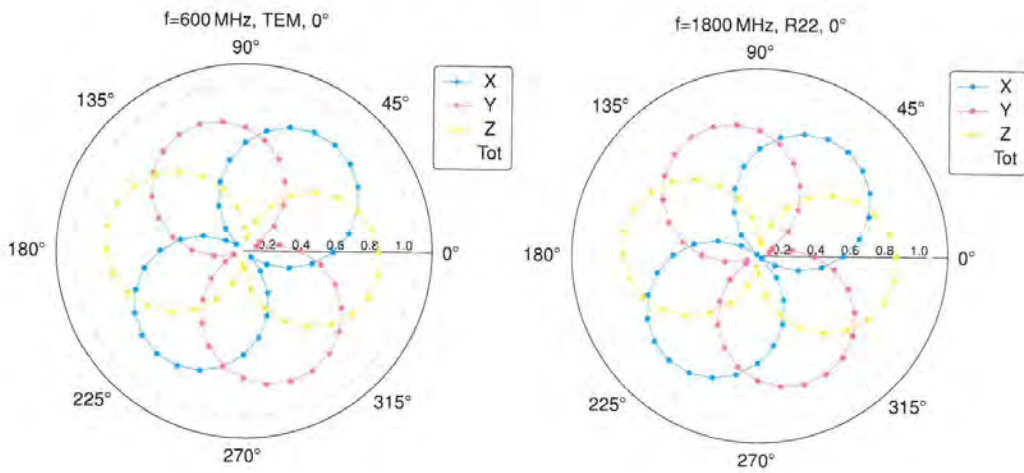 f=600 MHz, TEM, 0°
90°
135°
45°
X
Y
Z
Tot
180°
0.2 0.4 0.6 0.8 1.0
0°
225°
315°
270°
f=1800 MHz, R22, 0°
90°
135°
45°
X
Y
Z
Tot
180°
0.2 0.4 0.6 0.8 1.0
0°
225°
315°
270°